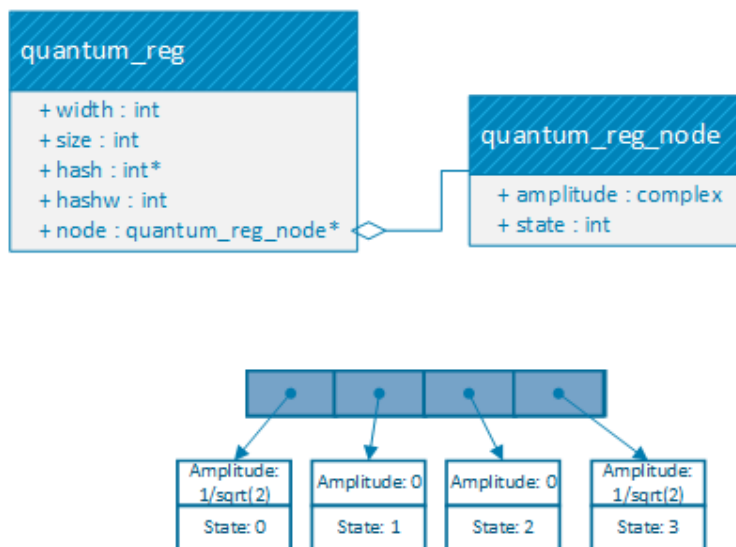 quantum_reg
+ width : int
+ size : int
+ hash : int*
+ hashw : int
+ node : quantum_reg_node*
quantum_reg_node
+ amplitude : complex
+ state : int
Amplitude:
1/sqrt(2)
State: 0
Amplitude: 0
State: 1
Amplitude: 0
State: 2
Amplitude:
1/sqrt(2)
State: 3